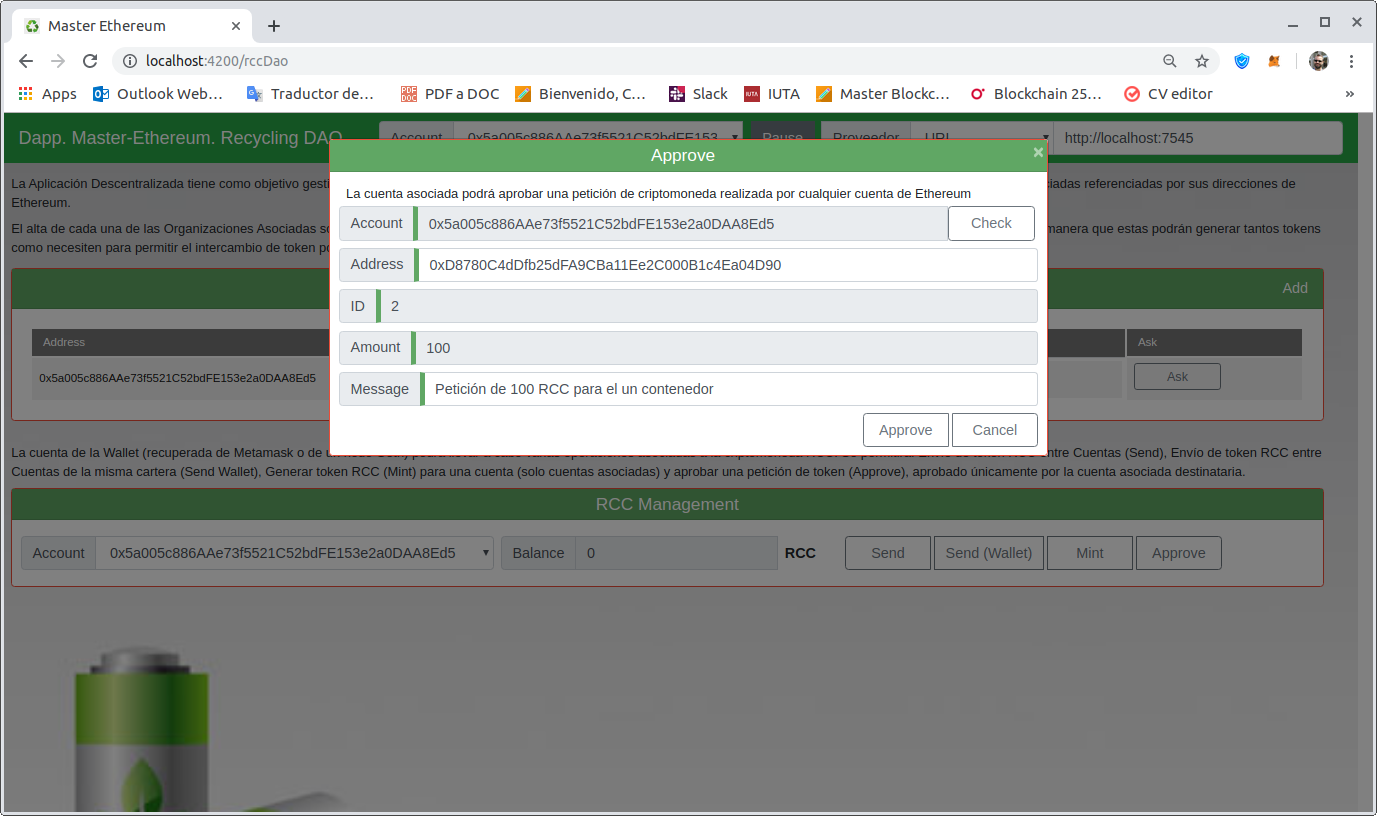 Master Ethereum
localhost:4200/rccDao
Apps Outlook Web... Traductor de... PDF a DOC Bienvenido, C... Slack IUTA Master Blockc... Blockchain 25... CV editor »
Dapp. Master-Ethereum. Recycling DAO Account 0x5a005c886AAe73f5521C52bdFE153 Pause Proveedor URL http://localhost:7545
Approve ×
La Aplicación Descentralizada tiene como objetivo gesti
ciadas referenciadas por sus direcciones de
Ethereum.
El alta de cada una de las Organizaciones Asociadas so
manera que estas podrán generar tantos tokens
como necesiten para permitir el intercambio de token po
La cuenta asociada podrá aprobar una petición de criptomoneda realizada por cualquier cuenta de Ethereum
Account 0x5a005c886AAe73f5521C52bdFE153e2a0DAA8Ed5 Check
Address 0xD8780C4dDfb25dFA9CBa11Ee2C000B1c4Ea04D90
ID 2
Amount 100
Message Petición de 100 RCC para el un contenedor
Approve Cancel
Add
Address Ask
0x5a005c886AAe73f5521C52bdFE153e2a0DAA8Ed5 Ask
La cuenta de la Wallet (recuperada de Metamask o de u
entre Cuentas (Send), Envío de token RCC entre
Cuentas de la misma cartera (Send Wallet), Generar token RCC (Mint) para una cuenta (solo cuentas asociadas) y aprobar una petición de token (Approve), aprobado únicamente por la cuenta asociada destinataria.
RCC Management
Account 0x5a005c886AAe73f5521C52bdFE153e2a0DAA8Ed5 Balance 0 RCC Send Send (Wallet) Mint Approve